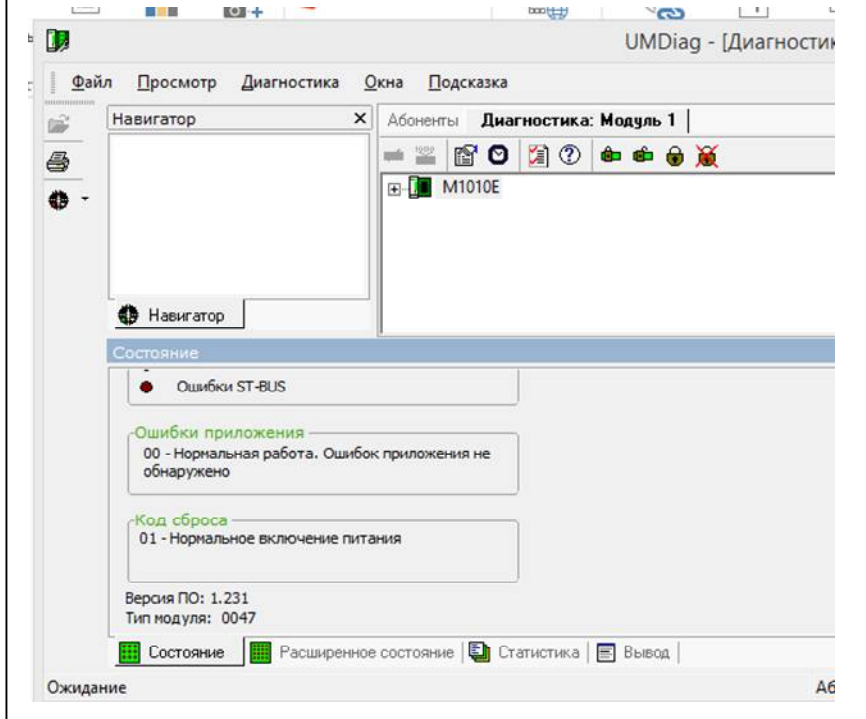 UMDiag - [Диагности
Файл Просмотр Диагностика Окна Подсказка
Навигатор
Абоненты Диагностика: Модуль 1
M1010E
Навигатор
Состояние
Ошибки ST-BUS
Ошибки приложения
00 - Нормальная работа. Ошибок приложения не
обнаружено
Код сброса
01 - Нормальное включение питания
Версия ПО: 1.231
Тип модуля: 0047
Состояние Расширенное состояние Статистика Вывод
Ожидание Аб